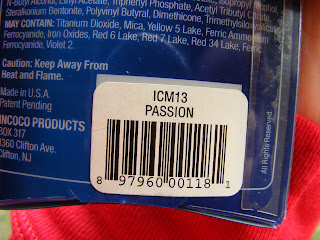 N-Butyl Alcohol, Ethyl Acetate, Triphenyl Phosphate, Isopropyl Alcohol,
Stearalkonium Bentonite, Polyvinyl Butyral, Dimethicone, Acetyl Tributyl Citrate
MAY CONTAIN: Titanium Dioxide, Mica, Yellow 5 Lake, Ferric Ammonium
Ferrocyanide, Iron Oxides, Red 6 Lake, Red 7 Lake, Red 34 Lake, Ferric
Ferrocyanide, Violet 2.
Caution: Keep Away From
Heat and Flame.
Made in U.S.A.
Patent Pending
INCOCO PRODUCTS
BOX 317
Clifton Ave.
Clifton, NJ
ICM13
PASSION
8 97960 00118 1
All Rights Reserved.